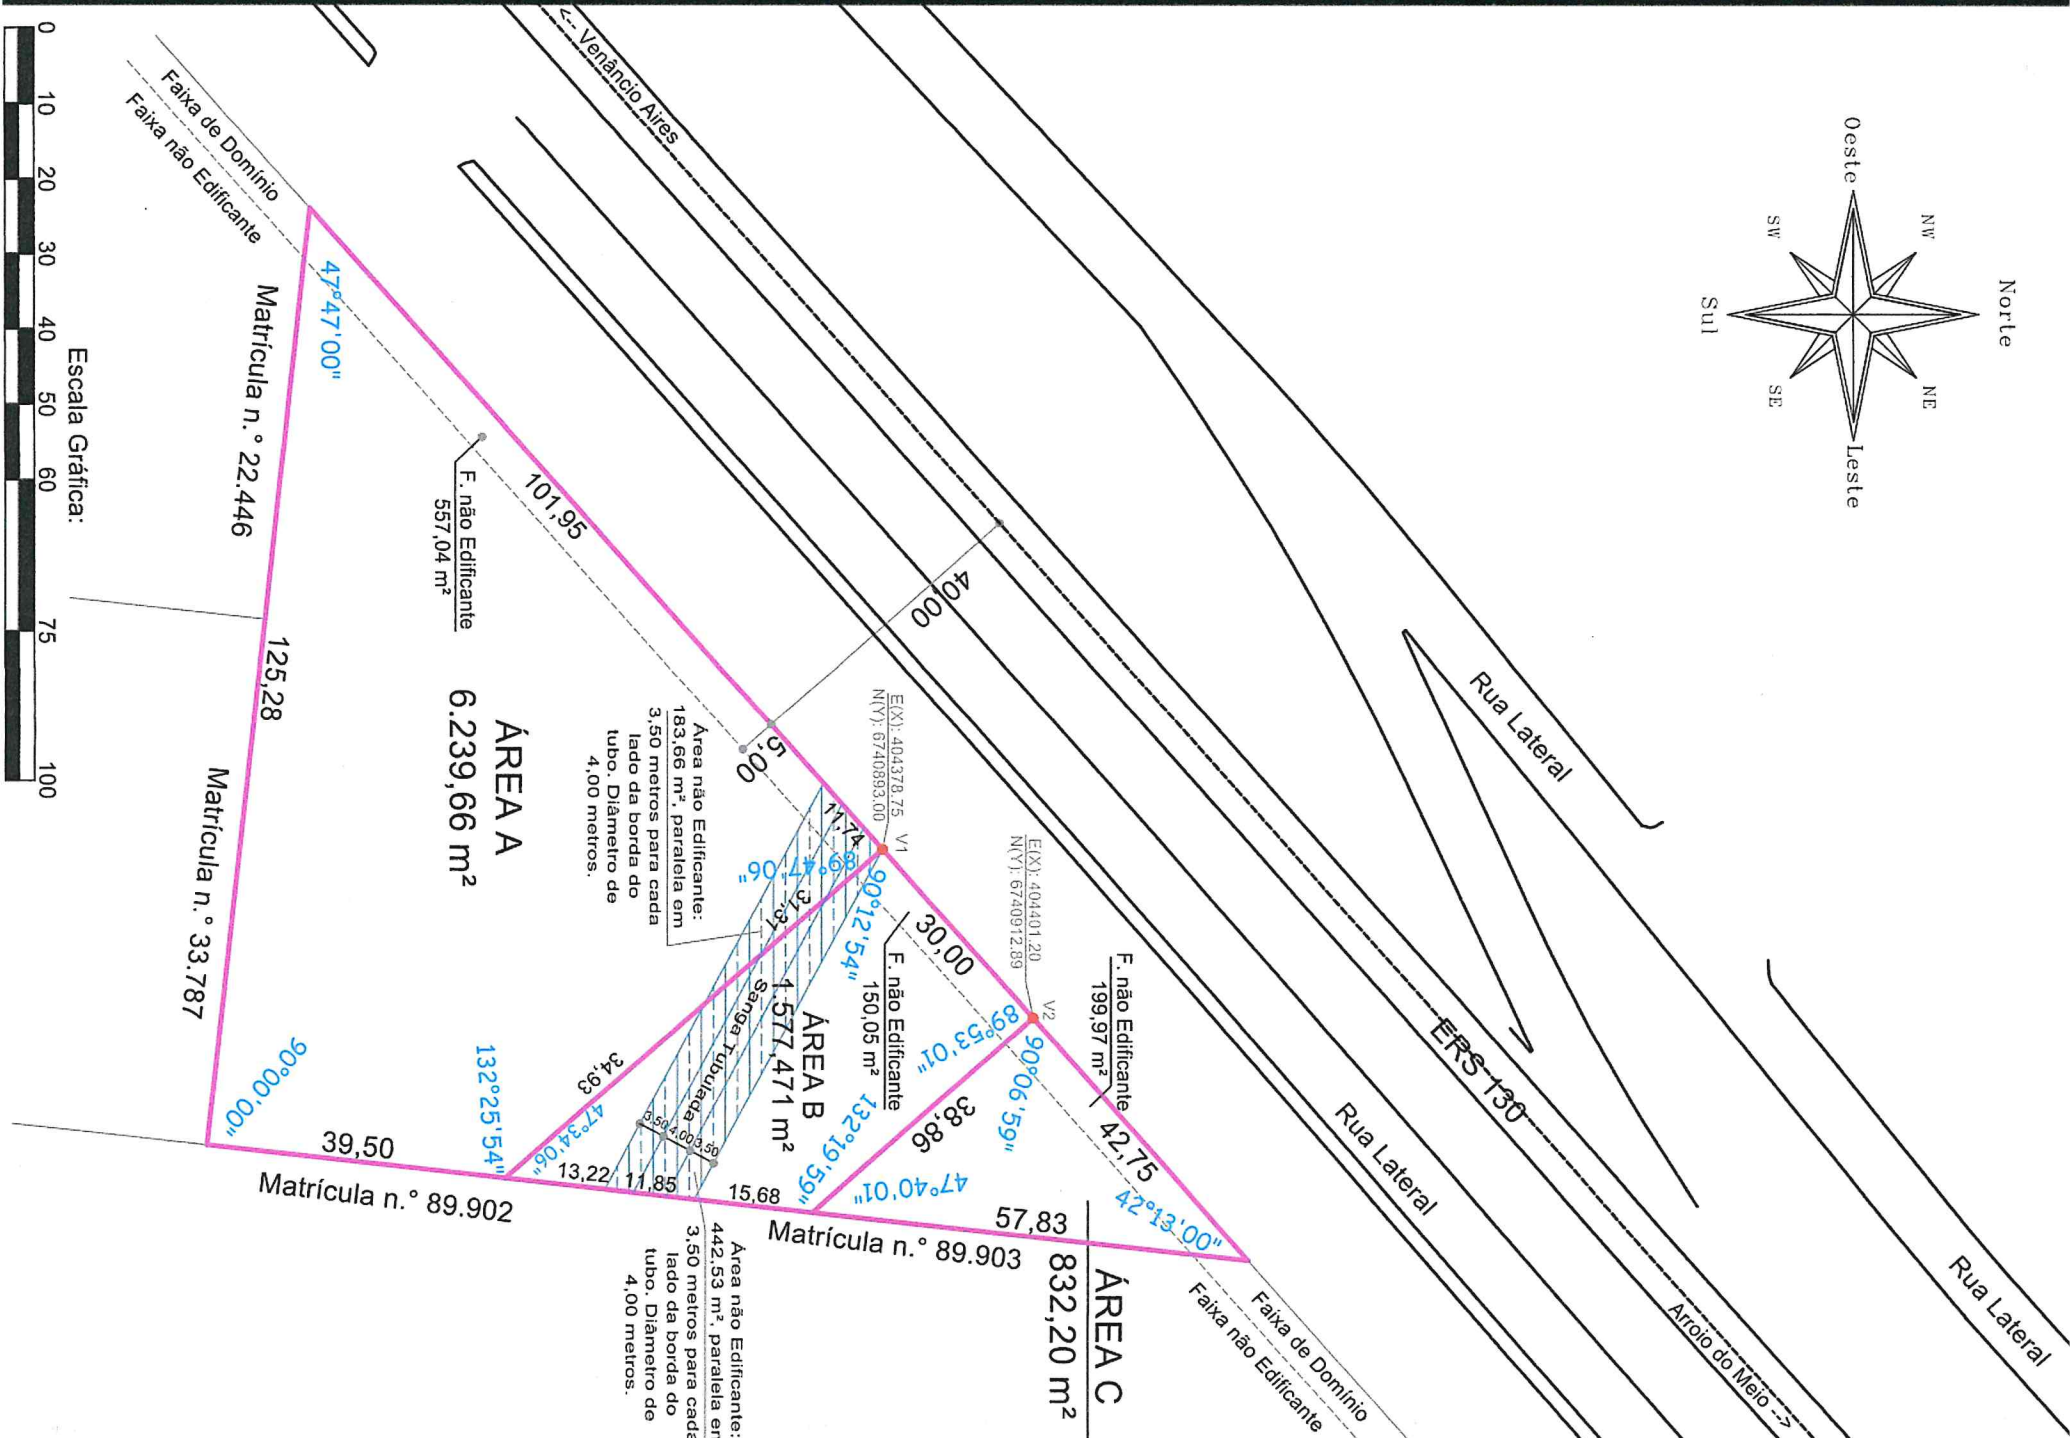 Norte
NW
NE
Oeste
Leste
SW
SE
Sul
<-- Venâncio Aires
Rua Lateral
Rua Lateral
Rua Lateral
ERS 130
Arroio do Meio -->
Faixa de Domínio
Faixa não Edificante
Faixa de Domínio
Faixa não Edificante
40,00
5,00
E(X): 404378.75
N(Y): 6740893.00
V1
E(X): 404401.20
N(Y): 6740912.89
V2
101,95
11,74
30,00
42,75
F. não Edificante
557,04 m²
F. não Edificante
150,05 m²
F. não Edificante
199,97 m²
47°47'00"
89°47'06"
90°12'54"
89°53'01"
90°06'59"
42°13'00"
47°40'01"
132°19'59"
47°34'06"
132°25'54"
90°00'00"
31,37
34,93
38,86
57,83
15,68
11,85
13,22
39,50
125,28
3,50
4,00
3,50
Sanga Tubulada
ÁREA A
6.239,66 m²
ÁREA B
1.577,471 m²
ÁREA C
832,20 m²
Área não Edificante:
183,66 m², paralela em
3,50 metros para cada
lado da borda do
tubo. Diâmetro de
4,00 metros.
Área não Edificante:
442,53 m², paralela em
3,50 metros para cada
lado da borda do
tubo. Diâmetro de
4,00 metros.
Matrícula n.° 22.446
Matrícula n.° 33.787
Matrícula n.° 89.902
Matrícula n.° 89.903
Escala Gráfica:
0 10 20 30 40 50 60 75 100